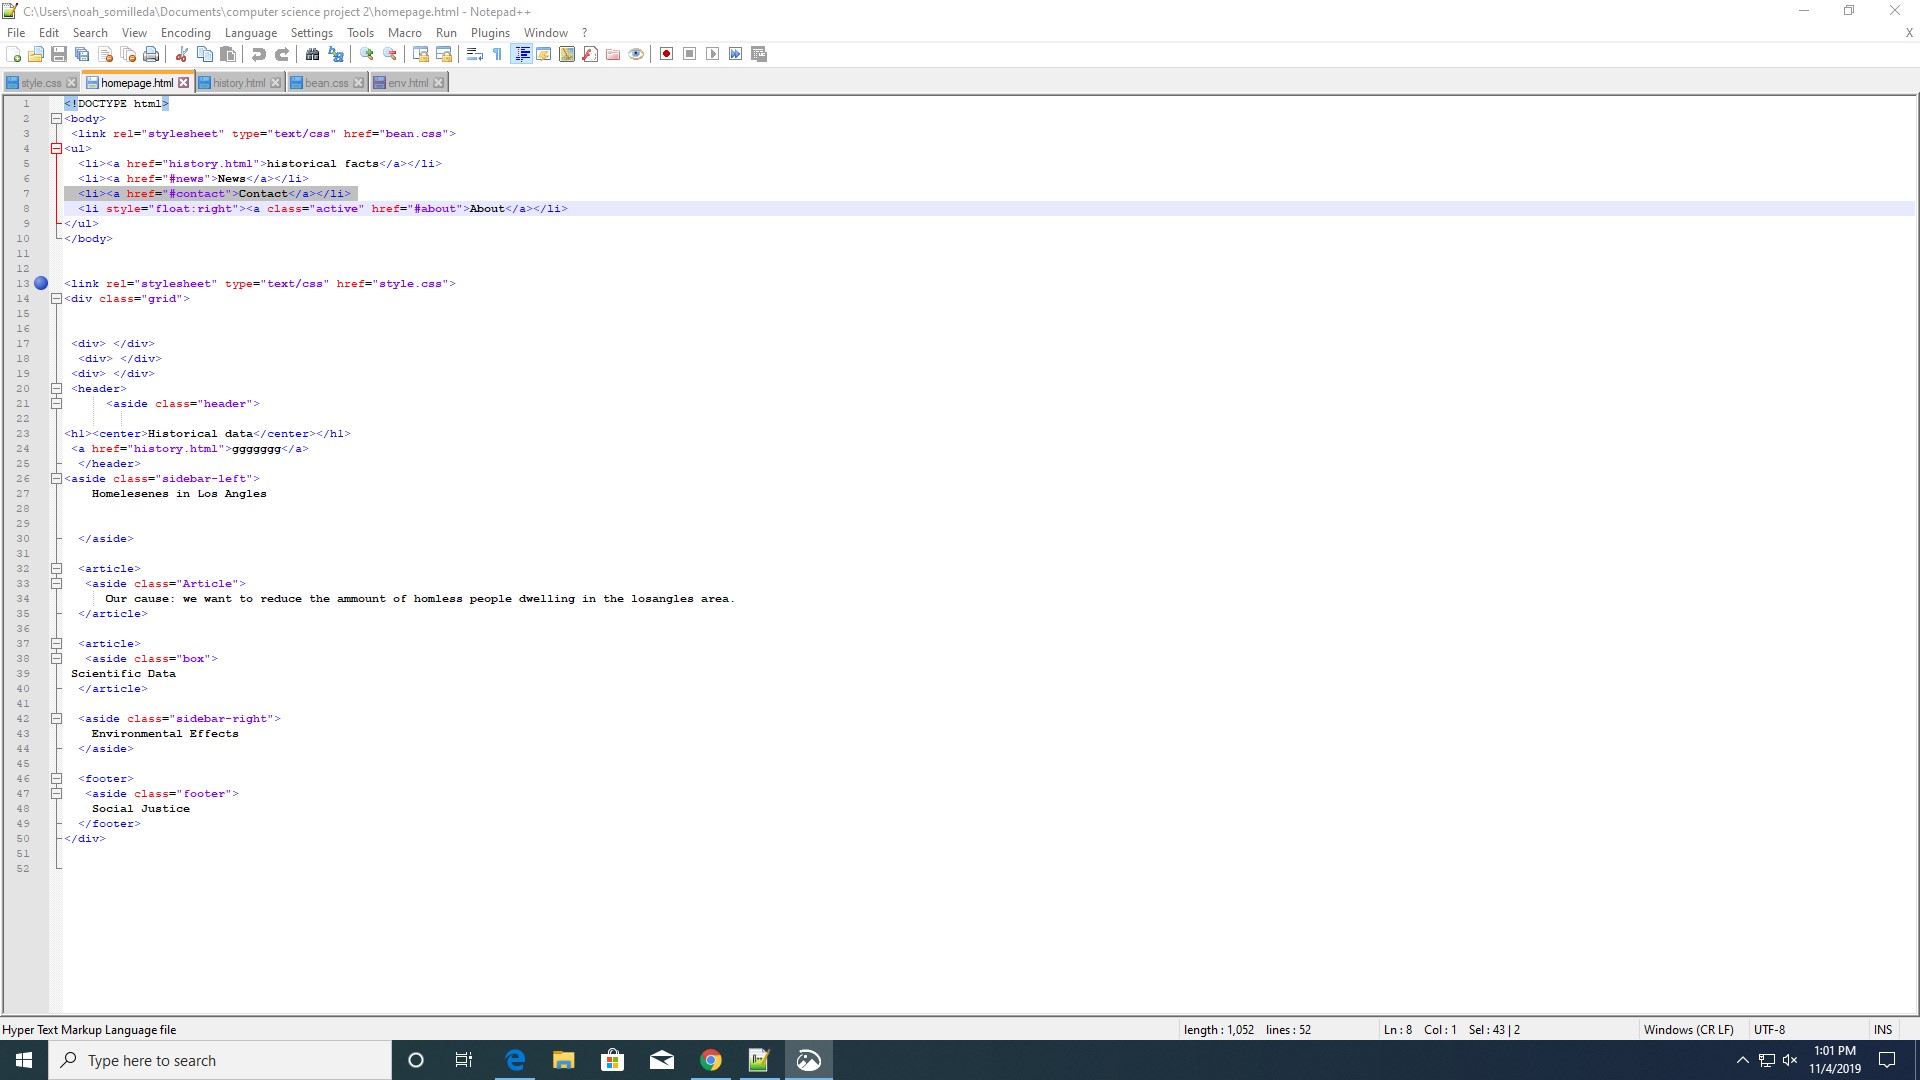 C:\Users\noah_somilleda\Documents\computer science project 2\homepage.html - Notepad++
File Edit Search View Encoding Language Settings Tools Macro Run Plugins Window ? X
style.css homepage.html history.html bean.css env.html
1 <!DOCTYPE html>
2 <body>
3 <link rel="stylesheet" type="text/css" href="bean.css">
4 <ul>
5 <li><a href="history.html">historical facts</a></li>
6 <li><a href="#news">News</a></li>
7 <li><a href="#contact">Contact</a></li>
8 <li style="float:right"><a class="active" href="#about">About</a></li>
9 </ul>
10 </body>
11
12
13 <link rel="stylesheet" type="text/css" href="style.css">
14 <div class="grid">
15
16
17 <div> </div>
18 <div> </div>
19 <div> </div>
20 <header>
21 <aside class="header">
22
23 <h1><center>Historical data</center></h1>
24 <a href="history.html">ggggggg</a>
25 </header>
26 <aside class="sidebar-left">
27 Homelesenes in Los Angles
28
29
30 </aside>
31
32 <article>
33 <aside class="Article">
34 Our cause: we want to reduce the ammount of homless people dwelling in the losangles area.
35 </article>
36
37 <article>
38 <aside class="box">
39 Scientific Data
40 </article>
41
42 <aside class="sidebar-right">
43 Environmental Effects
44 </aside>
45
46 <footer>
47 <aside class="footer">
48 Social Justice
49 </footer>
50 </div>
51
52
Hyper Text Markup Language file length : 1,052 lines : 52 Ln : 8 Col : 1 Sel : 43 | 2 Windows (CR LF) UTF-8 INS
Type here to search
1:01 PM
11/4/2019